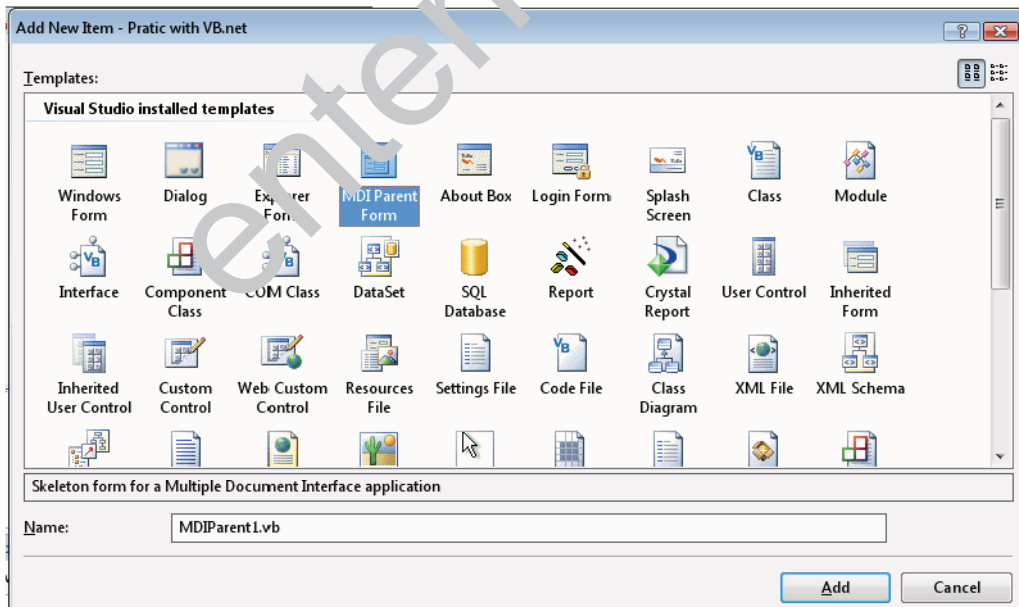 Add New Item - Pratic with VB.net
Templates:
Visual Studio installed templates
Windows Form
Dialog
Explorer Form
MDI Parent Form
About Box
Login Form
Splash Screen
Class
Module
Interface
Component Class
COM Class
DataSet
SQL Database
Report
Crystal Report
User Control
Inherited Form
Inherited User Control
Custom Control
Web Custom Control
Resources File
Settings File
Code File
Class Diagram
XML File
XML Schema
Skeleton form for a Multiple Document Interface application
Name:
MDIParent1.vb
Add
Cancel